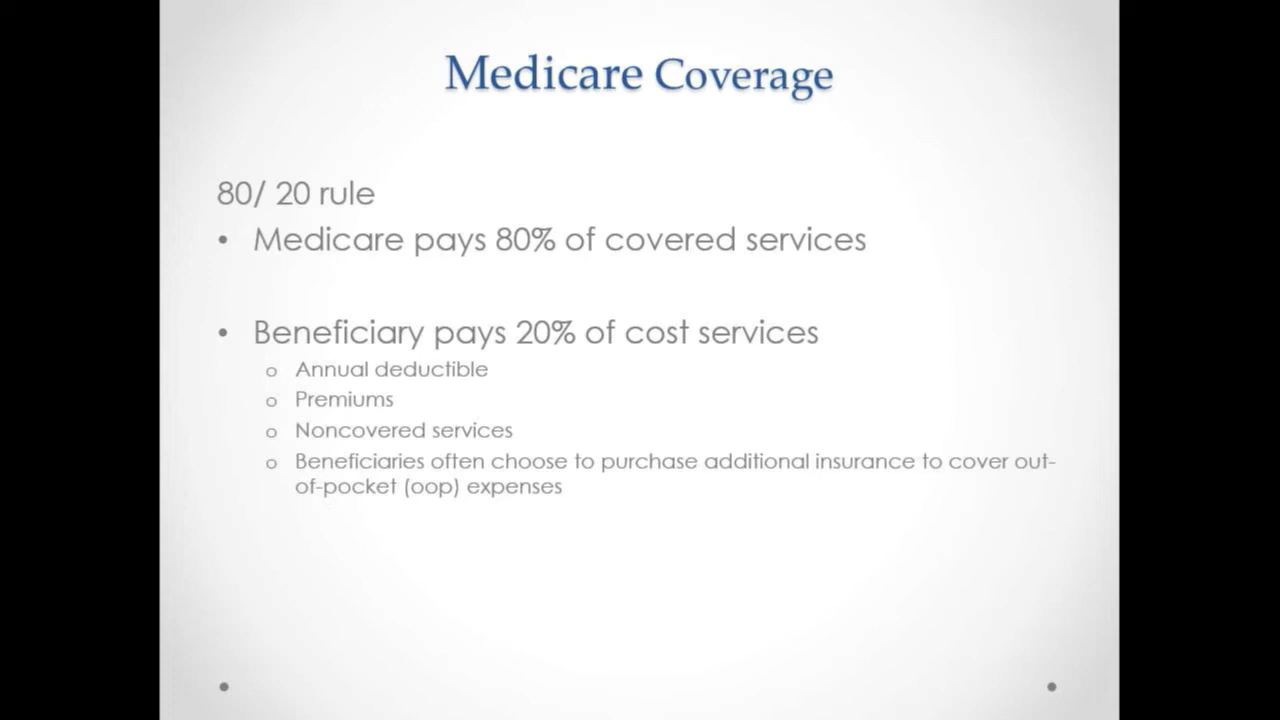 Medicare Coverage
80/ 20 rule
• Medicare pays 80% of covered services
• Beneficiary pays 20% of cost services
o Annual deductible
o Premiums
o Noncovered services
o Beneficiaries often choose to purchase additional insurance to cover out-
of-pocket (oop) expenses